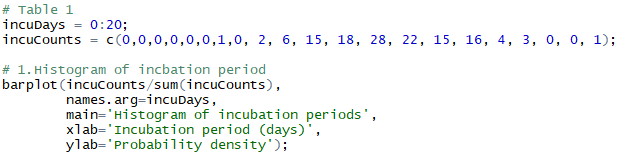 # Table 1
incuDays = 0:20;
incuCounts = c(0,0,0,0,0,0,1,0, 2, 6, 15, 18, 28, 22, 15, 16, 4, 3, 0, 0, 1);
# 1.Histogram of incbation period
barplot(incuCounts/sum(incuCounts),
names.arg=incuDays,
main='Histogram of incubation periods',
xlab='Incubation period (days)',
ylab='Probability density');